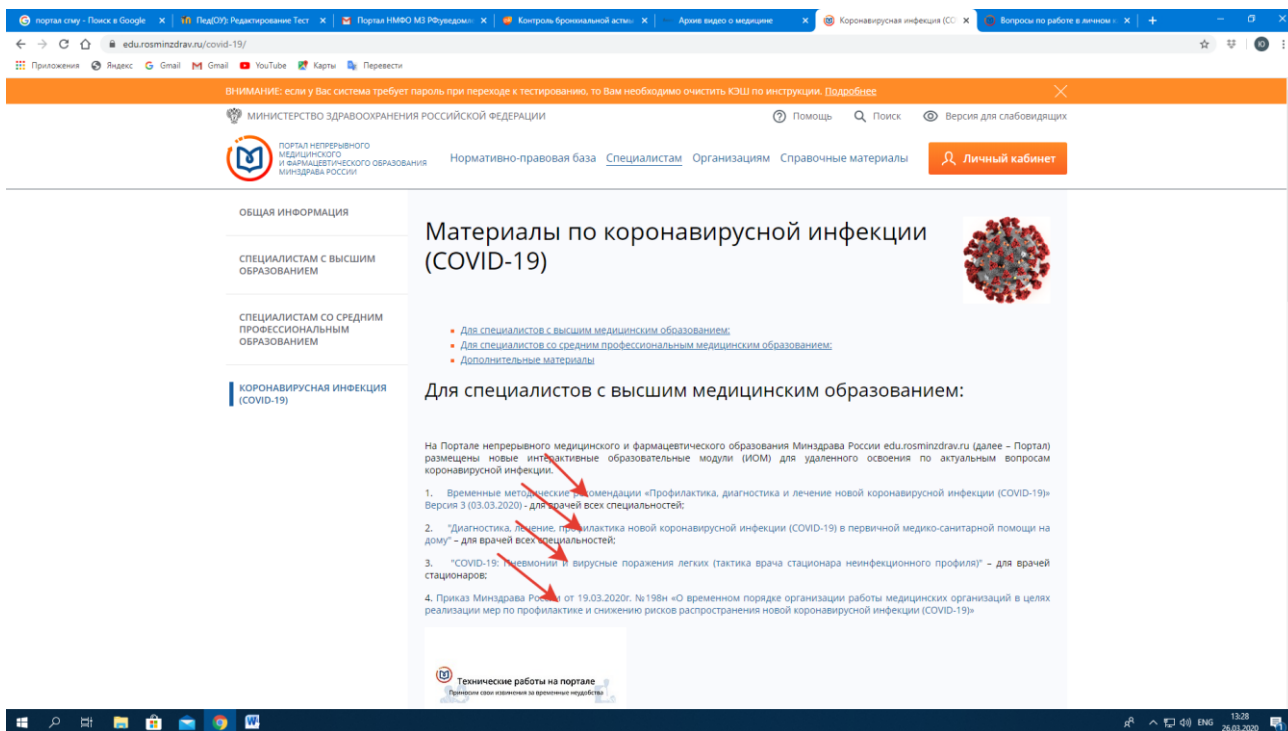 портал сгму - Поиск в Google
Пед(ОУ): Редактирование Тест
Портал НМФО МЗ РФуведомл
Контроль бронхиальной астмы
Архив видео о медицине
Коронавирусная инфекция (CO
Вопросы по работе в личном к
edu.rosminzdrav.ru/covid-19/
Ю
Приложения Яндекс Gmail Gmail YouTube Карты Перевести
ВНИМАНИЕ: если у Вас система требует пароль при переходе к тестированию, то Вам необходимо очистить КЭШ по инструкции. Подробнее
МИНИСТЕРСТВО ЗДРАВООХРАНЕНИЯ РОССИЙСКОЙ ФЕДЕРАЦИИ
Помощь Поиск Версия для слабовидящих
ПОРТАЛ НЕПРЕРЫВНОГО
МЕДИЦИНСКОГО
И ФАРМАЦЕВТИЧЕСКОГО ОБРАЗОВАНИЯ
МИНЗДРАВА РОССИИ
Нормативно-правовая база Специалистам Организациям Справочные материалы
Личный кабинет
ОБЩАЯ ИНФОРМАЦИЯ
СПЕЦИАЛИСТАМ С ВЫСШИМ
ОБРАЗОВАНИЕМ
СПЕЦИАЛИСТАМ СО СРЕДНИМ
ПРОФЕССИОНАЛЬНЫМ
ОБРАЗОВАНИЕМ
КОРОНАВИРУСНАЯ ИНФЕКЦИЯ
(COVID-19)
Материалы по коронавирусной инфекции
(COVID-19)
Для специалистов с высшим медицинским образованием:
Для специалистов со средним профессиональным медицинским образованием:
Дополнительные материалы
Для специалистов с высшим медицинским образованием:
На Портале непрерывного медицинского и фармацевтического образования Минздрава России edu.rosminzdrav.ru (далее – Портал)
размещены новые интерактивные образовательные модули (ИОМ) для удаленного освоения по актуальным вопросам
коронавирусной инфекции.
1. Временные методические рекомендации «Профилактика, диагностика и лечение новой коронавирусной инфекции (COVID-19)»
Версия 3 (03.03.2020) - для врачей всех специальностей;
2. "Диагностика, лечение, профилактика новой коронавирусной инфекции (COVID-19) в первичной медико-санитарной помощи на
дому" – для врачей всех специальностей;
3. "COVID-19: Пневмонии и вирусные поражения легких (тактика врача стационара неинфекционного профиля)" – для врачей
стационаров;
4. Приказ Минздрава России от 19.03.2020г. №198н «О временном порядке организации работы медицинских организаций в целях
реализации мер по профилактике и снижению рисков распространения новой коронавирусной инфекции (COVID-19)»
Технические работы на портале
Приносим свои извинения за временные неудобства
ENG
13:28
26.03.2020